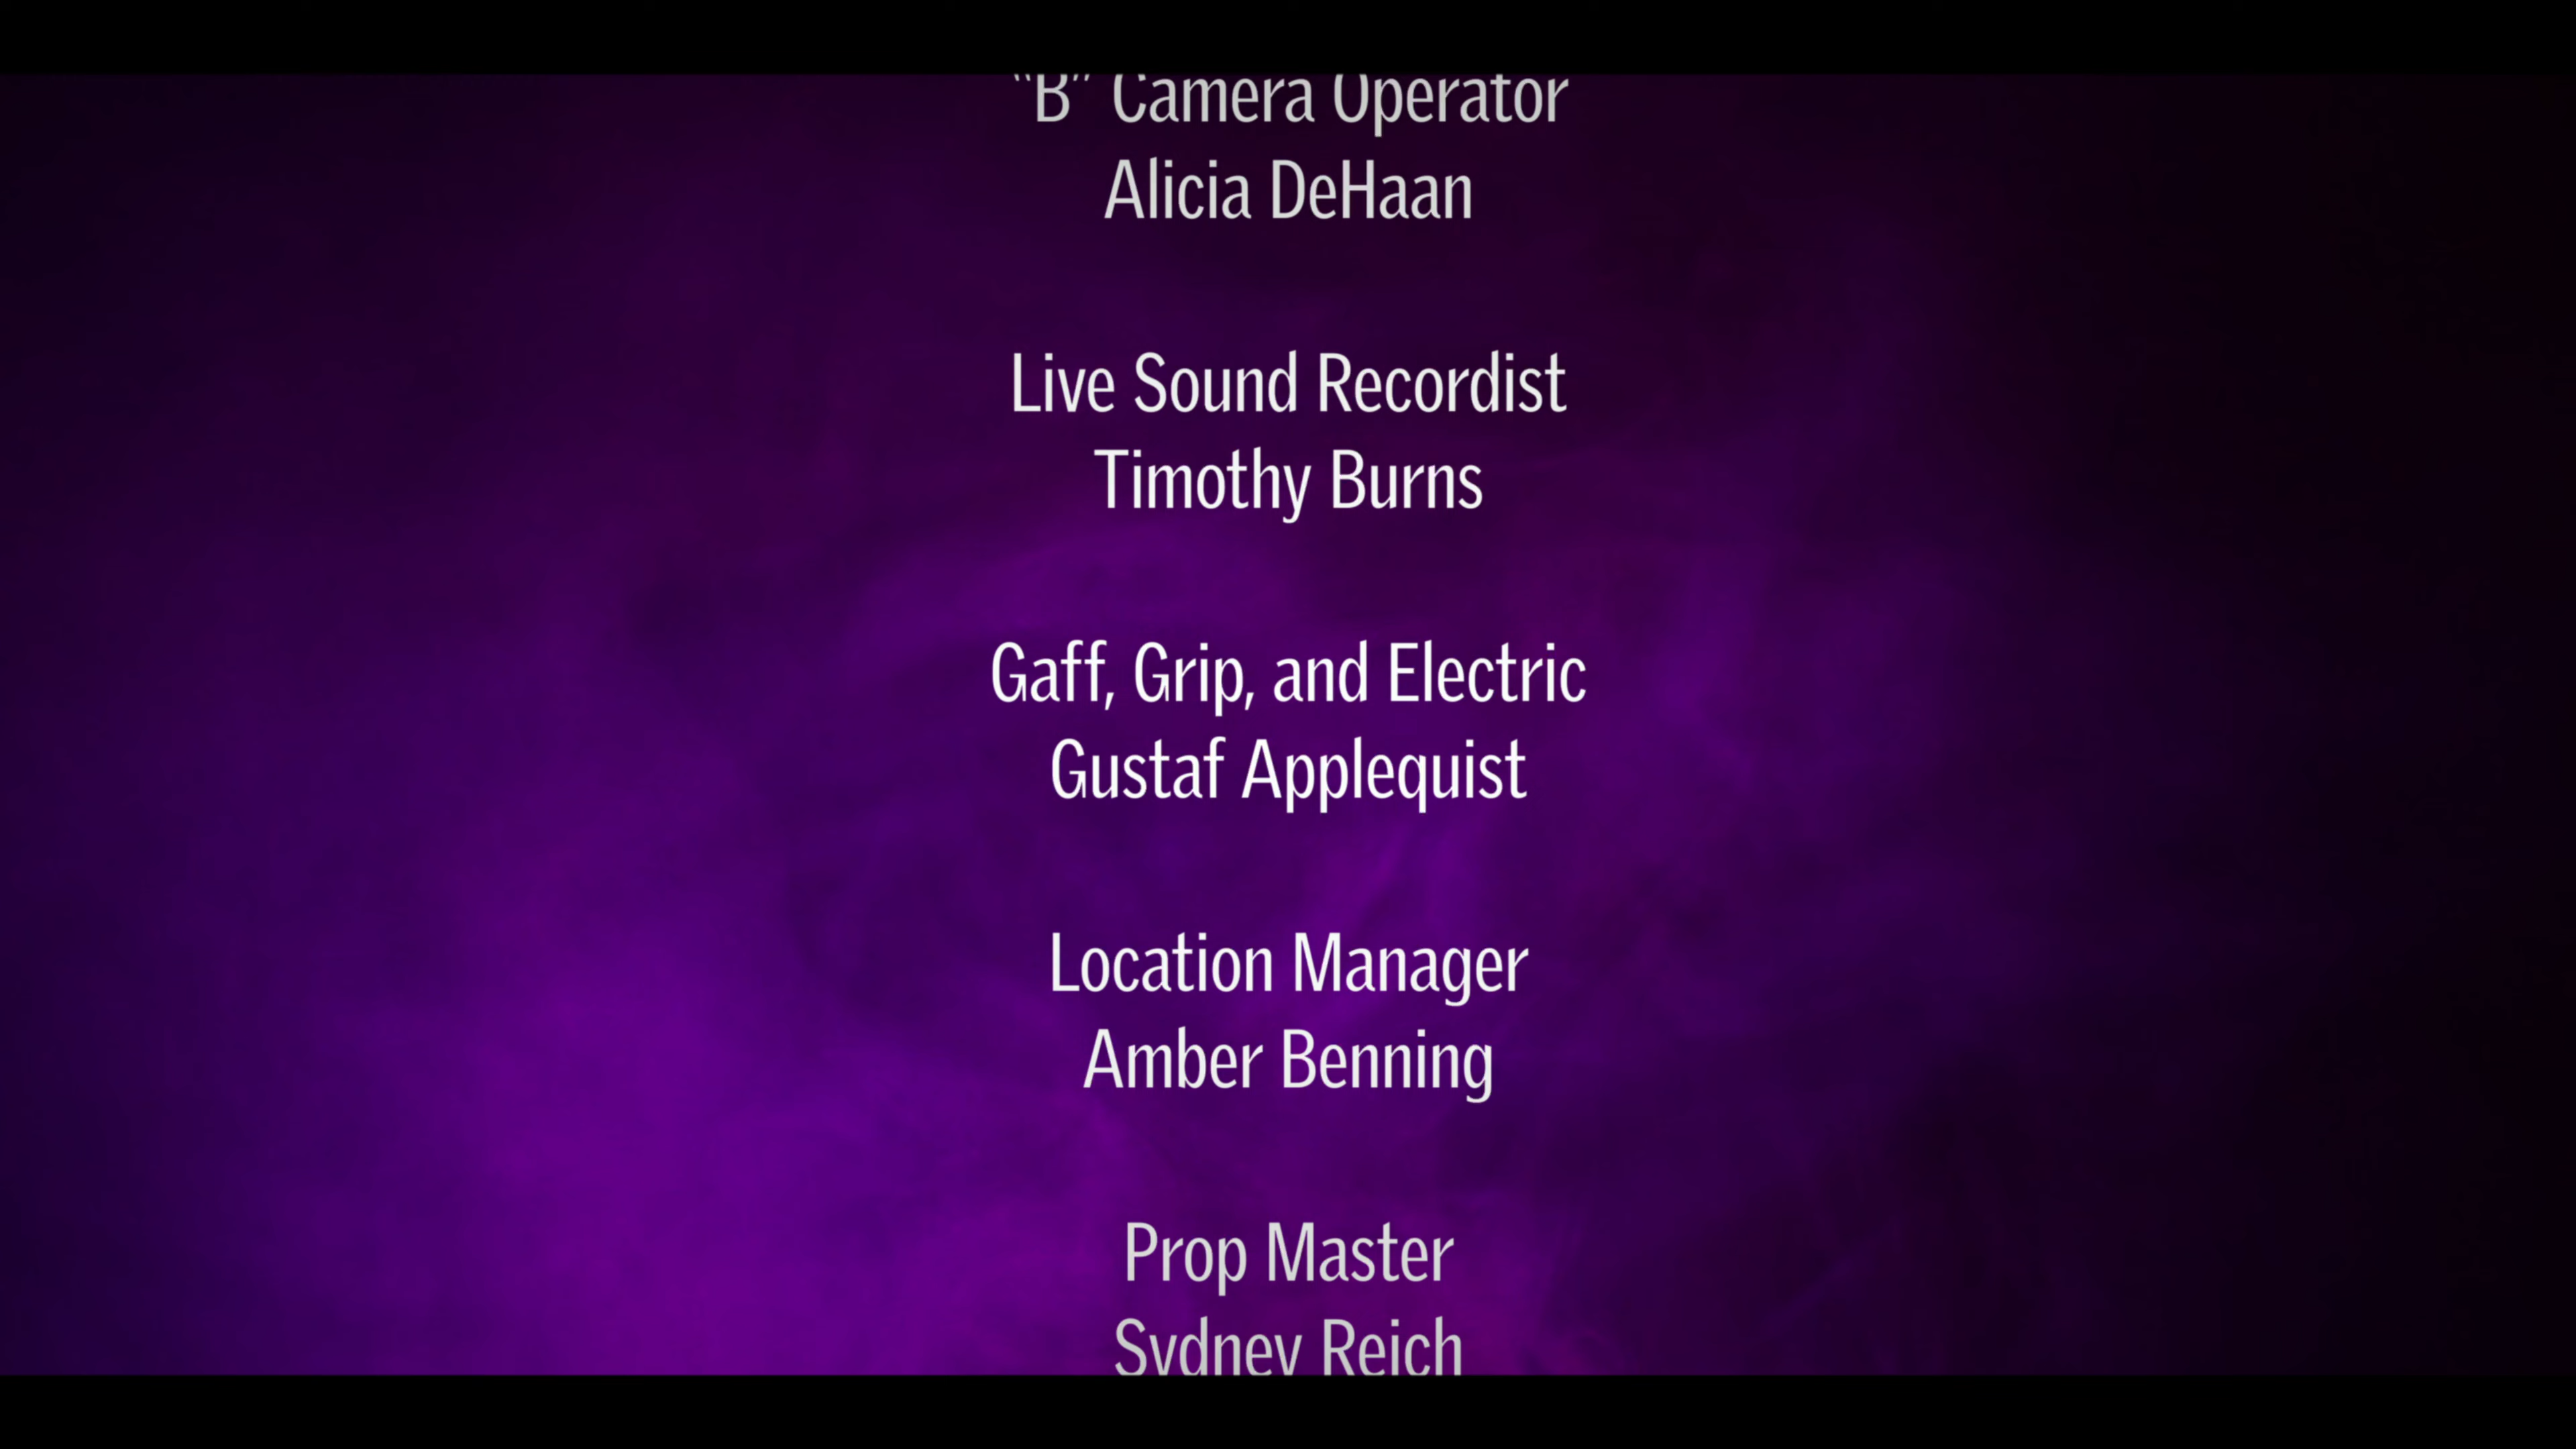 “B” Camera Operator
Alicia DeHaan
Live Sound Recordist
Timothy Burns
Gaff, Grip, and Electric
Gustaf Applequist
Location Manager
Amber Benning
Prop Master
Sydney Reich